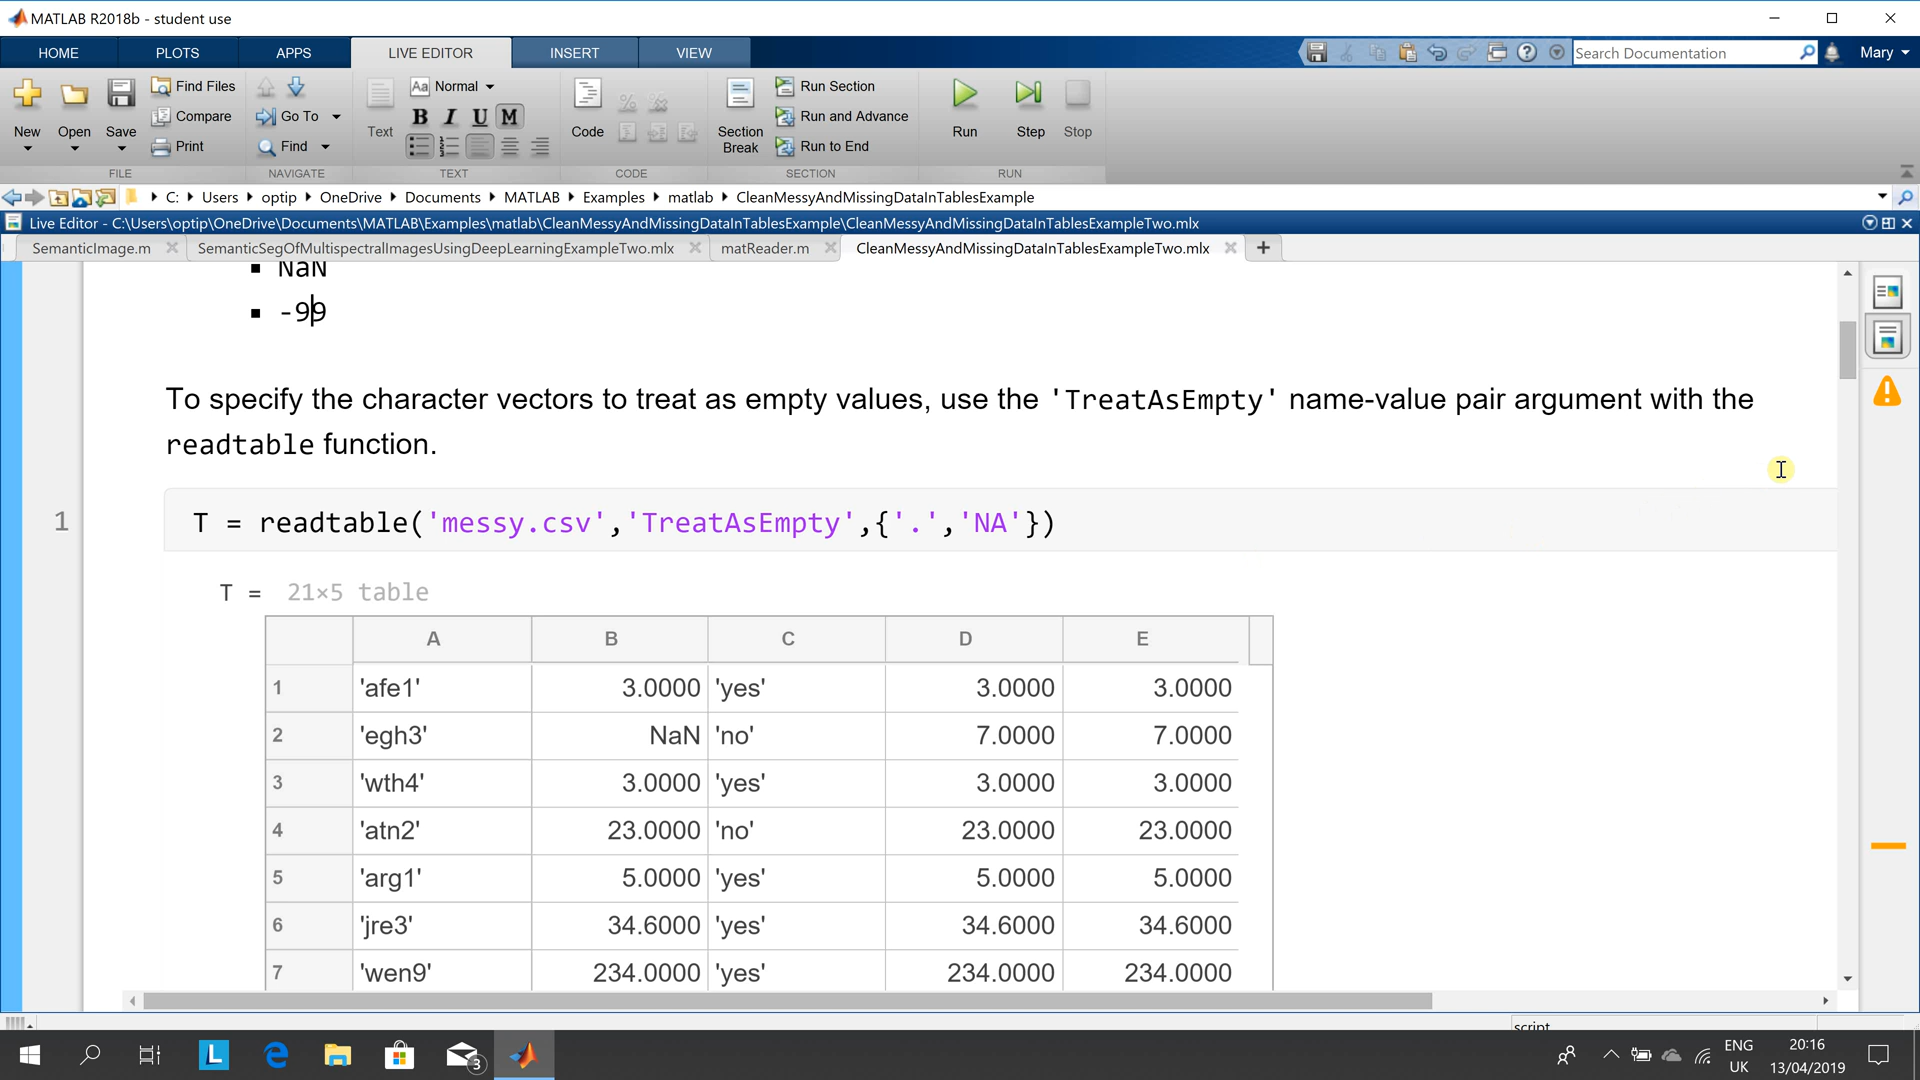 MATLAB R2018b - student use
HOME PLOTS APPS LIVE EDITOR INSERT VIEW Search Documentation Mary
New Open Save Find Files Compare Print Go To Find Text Normal B I U M Code Section Break Run Section Run and Advance Run to End Run Step Stop
FILE NAVIGATE TEXT CODE SECTION RUN
C: Users optip OneDrive Documents MATLAB Examples matlab CleanMessyAndMissingDataInTablesExample
Live Editor - C:\Users\optip\OneDrive\Documents\MATLAB\Examples\matlab\CleanMessyAndMissingDataInTablesExample\CleanMessyAndMissingDataInTablesExampleTwo.mlx
SemanticImage.m SemanticSegOfMultispectralImagesUsingDeepLearningExampleTwo.mlx matReader.m CleanMessyAndMissingDataInTablesExampleTwo.mlx
NaN
-99
To specify the character vectors to treat as empty values, use the 'TreatAsEmpty' name-value pair argument with the
readtable function.
1 T = readtable('messy.csv','TreatAsEmpty',{'.','NA'})
T = 21×5 table
A B C D E
1 'afe1' 3.0000 'yes' 3.0000 3.0000
2 'egh3' NaN 'no' 7.0000 7.0000
3 'wth4' 3.0000 'yes' 3.0000 3.0000
4 'atn2' 23.0000 'no' 23.0000 23.0000
5 'arg1' 5.0000 'yes' 5.0000 5.0000
6 'jre3' 34.6000 'yes' 34.6000 34.6000
7 'wen9' 234.0000 'yes' 234.0000 234.0000
script
L 3 ENG UK 20:16 13/04/2019